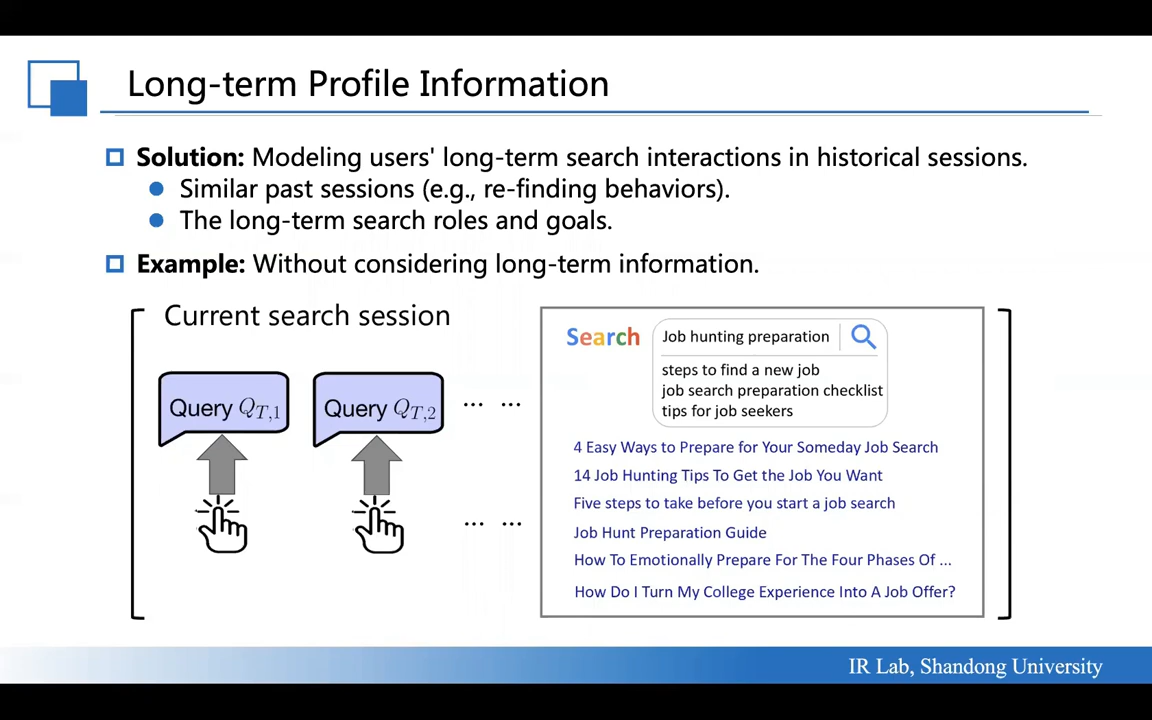 Long-term Profile Information
Solution: Modeling users' long-term search interactions in historical sessions.
Similar past sessions (e.g., re-finding behaviors).
The long-term search roles and goals.
Example: Without considering long-term information.
Current search session
Query Q_{T,1}
Query Q_{T,2}
... ...
... ...
Search
Job hunting preparation
steps to find a new job
job search preparation checklist
tips for job seekers
4 Easy Ways to Prepare for Your Someday Job Search
14 Job Hunting Tips To Get the Job You Want
Five steps to take before you start a job search
Job Hunt Preparation Guide
How To Emotionally Prepare For The Four Phases Of ...
How Do I Turn My College Experience Into A Job Offer?
IR Lab, Shandong University